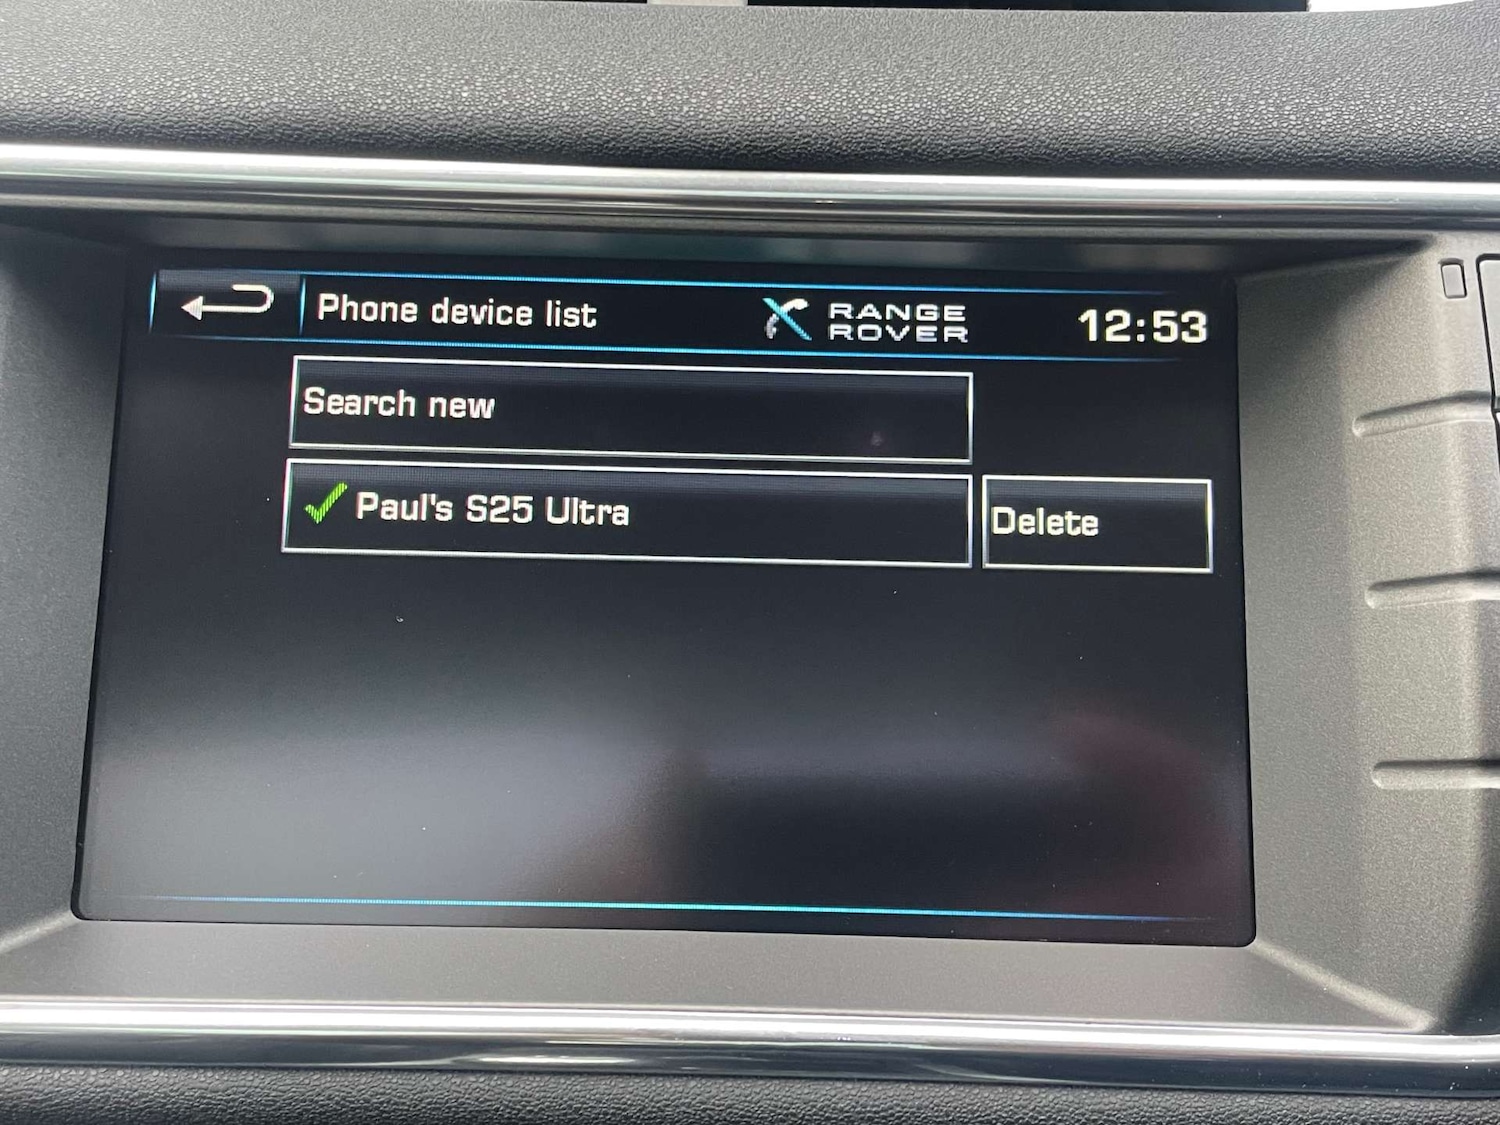 Phone device list
RANGE
ROVER
12:53
Search new
Paul's S25 Ultra
Delete